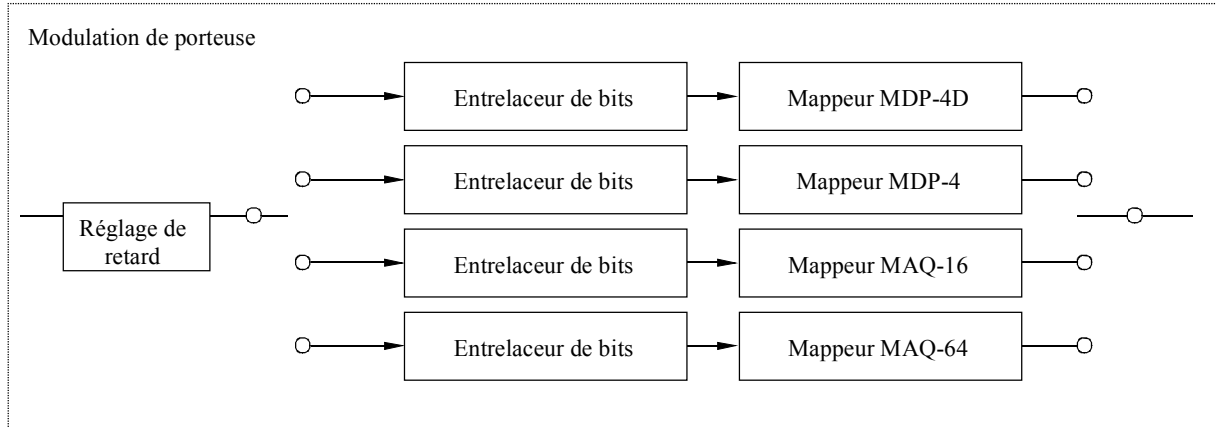 Modulation de porteuse
Entrelaceur de bits
Mappeur MDP-4D
Entrelaceur de bits
Mappeur MDP-4
Réglage de
retard
Entrelaceur de bits
Mappeur MAQ-16
Entrelaceur de bits
Mappeur MAQ-64